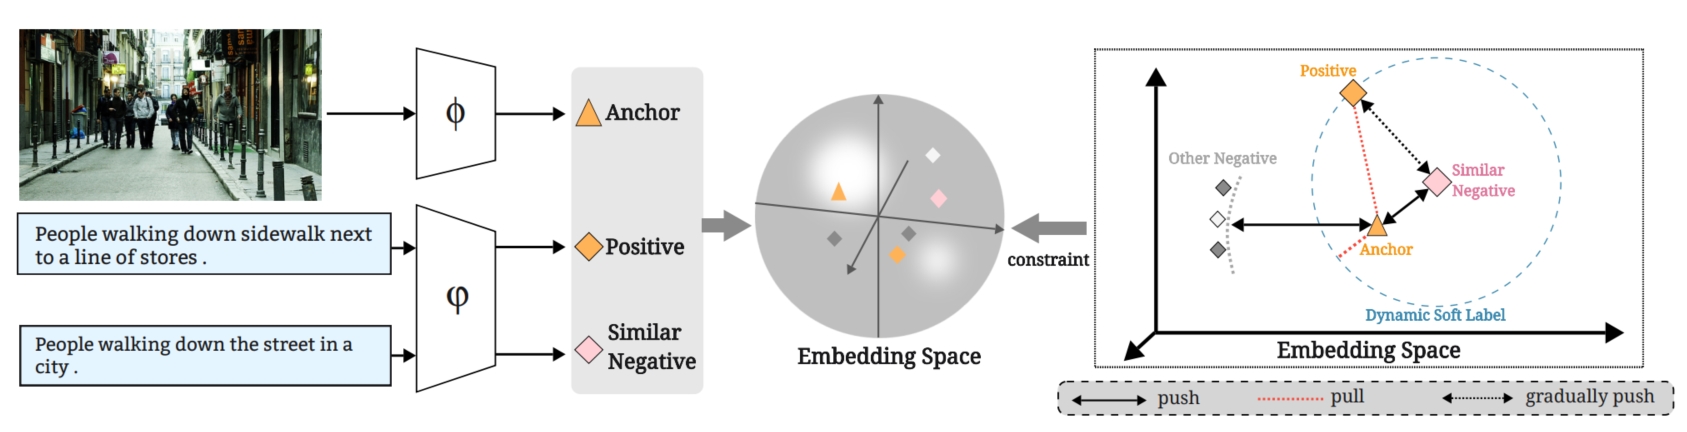 ϕ
Anchor
People walking down sidewalk next
to a line of stores .
φ
Positive
People walking down the street in a
city .
Similar
Negative
Embedding Space
constraint
Positive
Other Negative
Similar
Negative
Anchor
Dynamic Soft Label
Embedding Space
push
pull
gradually push